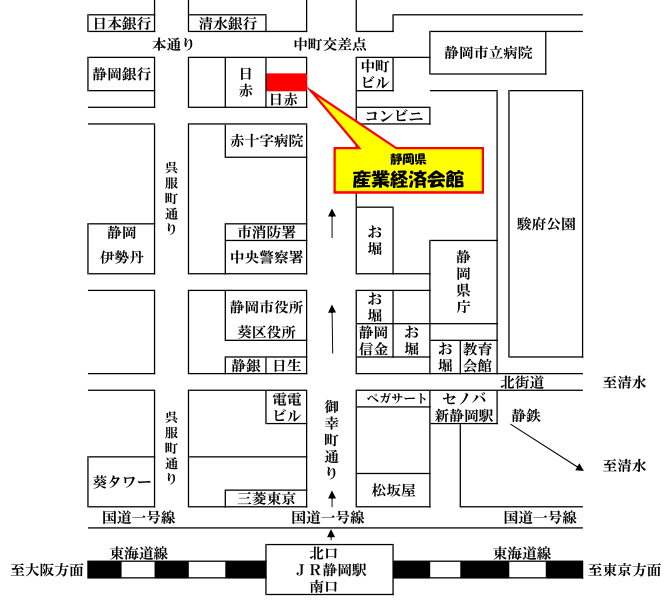 日本銀行
清水銀行
本通り
中町交差点
静岡市立病院
静岡銀行
日赤
中町
ビル
日赤
コンビニ
静岡県
産業経済会館
赤十字病院
呉服町通り
駿府公園
静岡
伊勢丹
市消防署
中央警察署
お堀
静岡県庁
静岡市役所
葵区役所
お堀
静岡
信金
お堀
静銀
日生
お堀
教育
会館
北街道
至清水
電電
ビル
御幸町通り
ペガサート
セノバ
新静岡駅
静鉄
呉服町通り
至清水
葵タワー
三菱東京
松坂屋
国道一号線
国道一号線
国道一号線
東海道線
北口
東海道線
至大阪方面
JR静岡駅
至東京方面
南口